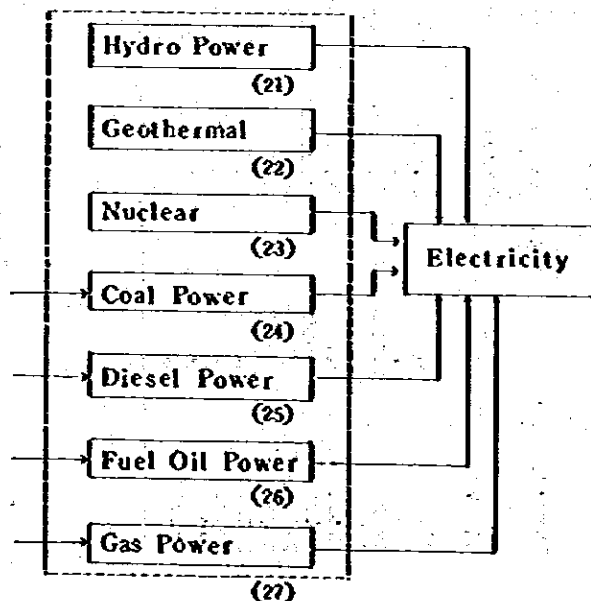 Hydro Power
(21)
Geothermal
(22)
Nuclear
(23)
Electricity
Coal Power
(24)
Diesel Power
(25)
Fuel Oil Power
(26)
Gas Power
(27)